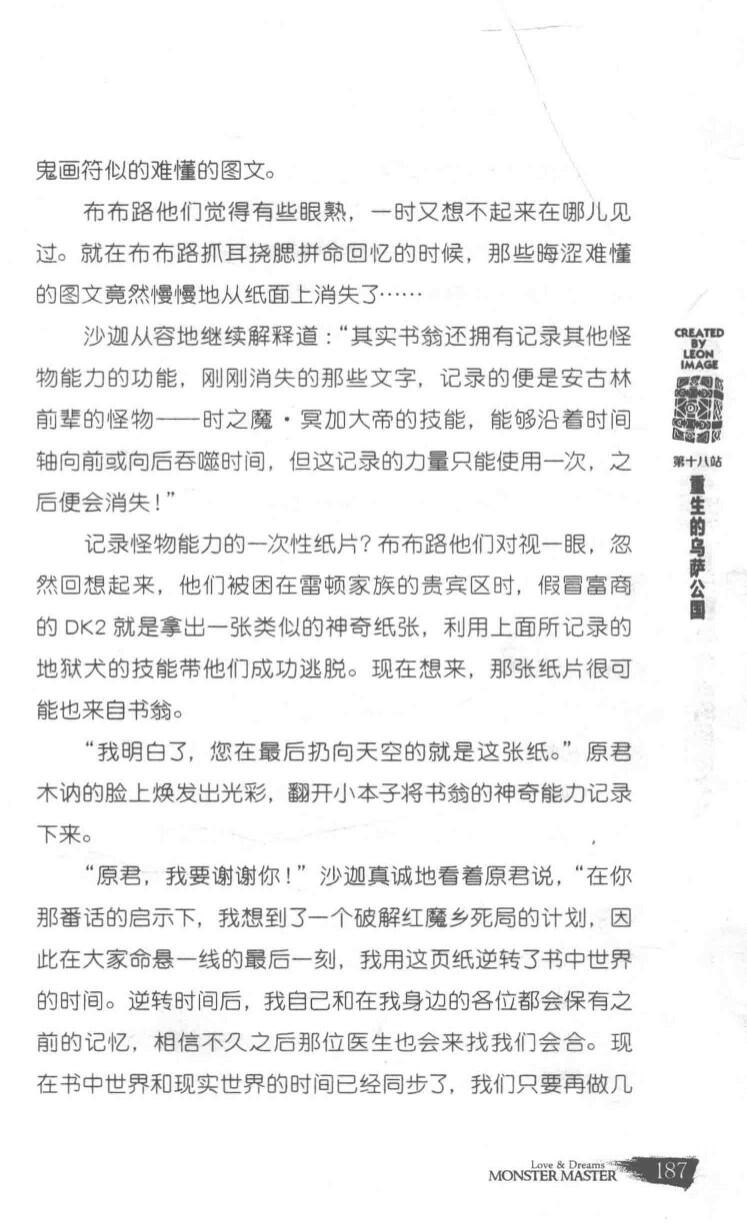 鬼画符似的难懂的图文。
布布路他们觉得有些眼熟，一时又想不起来在哪儿见
过。就在布布路抓耳挠腮拼命回忆的时候，那些晦涩难懂
的图文竟然慢慢地从纸面上消失了……
沙迦从容地继续解释道：“其实书翁还拥有记录其他怪
物能力的功能，刚刚消失的那些文字，记录的便是安古林
前辈的怪物——时之魔·冥加大帝的技能，能够沿着时间
轴向前或向后吞噬时间，但这记录的力量只能使用一次，之
后便会消失！”
记录怪物能力的一次性纸片？布布路他们对视一眼，忽
然回想起来，他们被困在雷顿家族的贵宾区时，假冒富商
的 DK2 就是拿出一张类似的神奇纸张，利用上面所记录的
地狱犬的技能带他们成功逃脱。现在想来，那张纸片很可
能也来自书翁。
“我明白了，您在最后扔向天空的就是这张纸。”原君
木讷的脸上焕发出光彩，翻开小本子将书翁的神奇能力记录
下来。
“原君，我要谢谢你！”沙迦真诚地看着原君说，“在你
那番话的启示下，我想到了一个破解红魔乡死局的计划，因
此在大家命悬一线的最后一刻，我用这页纸逆转了书中世界
的时间。逆转时间后，我自己和在我身边的各位都会保有之
前的记忆，相信不久之后那位医生也会来找我们会合。现
在书中世界和现实世界的时间已经同步了，我们只要再做几
CREATED
BY
LEON
IMAGE
第十八站
重生的乌萨公国
Love & Dreams
MONSTER MASTER
187